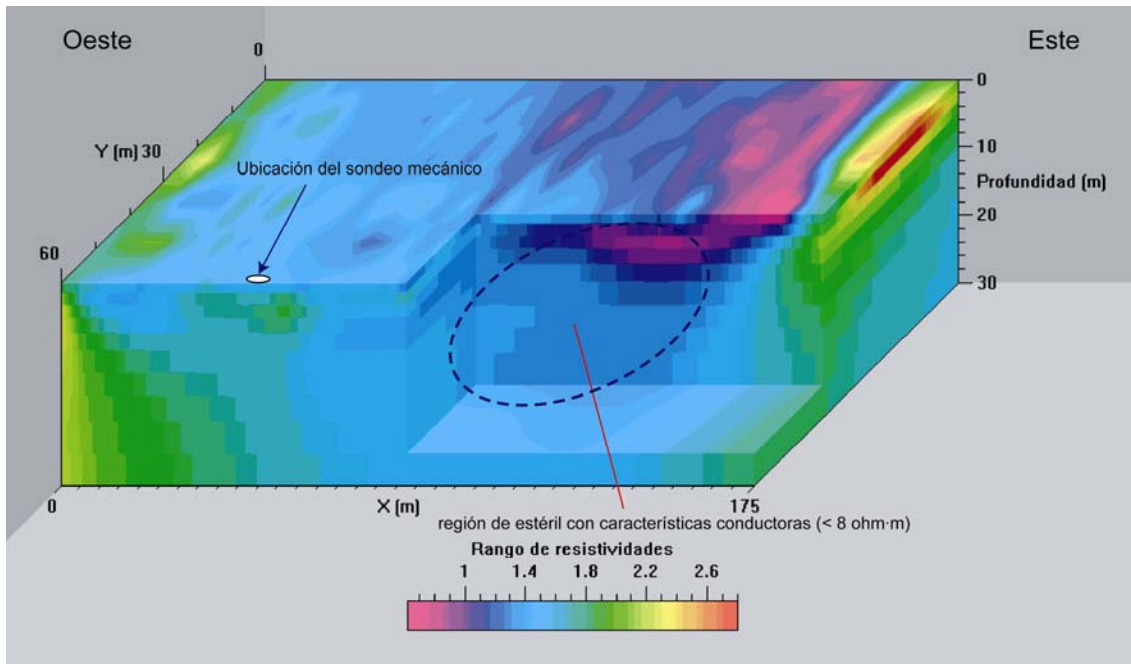 Oeste
Este
0
0
Y (m) 30
Ubicación del sondeo mecánico
10
Profundidad (m)
20
60
30
0
X (m)
175
región de estéril con características conductoras (< 8 ohm·m)
Rango de resistividades
1 1.4 1.8 2.2 2.6